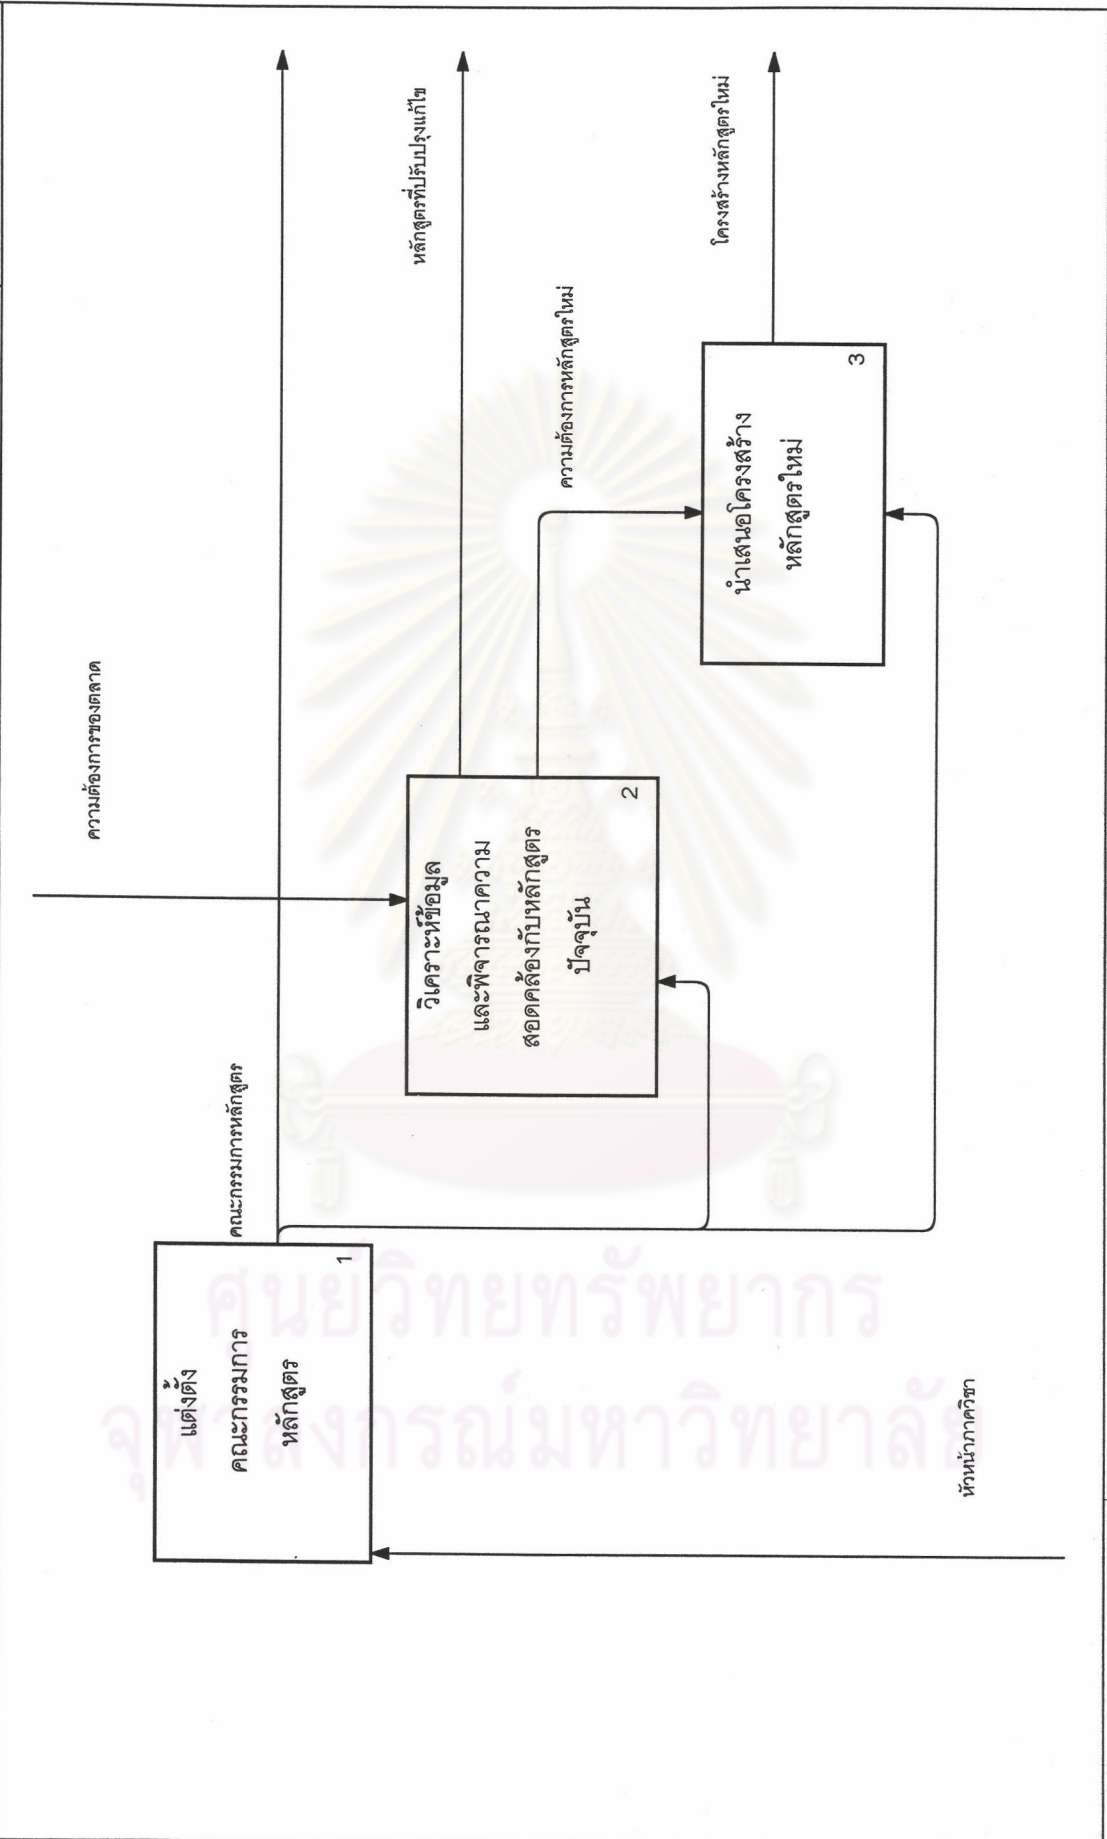 ความต้องการของตลาด
แต่งตั้ง
คณะกรรมการ
หลักสูตร
1
คณะกรรมการหลักสูตร
วิเคราะห์ข้อมูล
และพิจารณาความ
สอดคล้องกับหลักสูตร
ปัจจุบัน
2
หลักสูตรที่ปรับปรุงแก้ไข
ความต้องการหลักสูตรใหม่
นำเสนอโครงสร้าง
หลักสูตรใหม่
3
โครงสร้างหลักสูตรใหม่
หัวหน้าภาควิชา
ศูนย์วิทยทรัพยากร
จุฬาลงกรณ์มหาวิทยาลัย